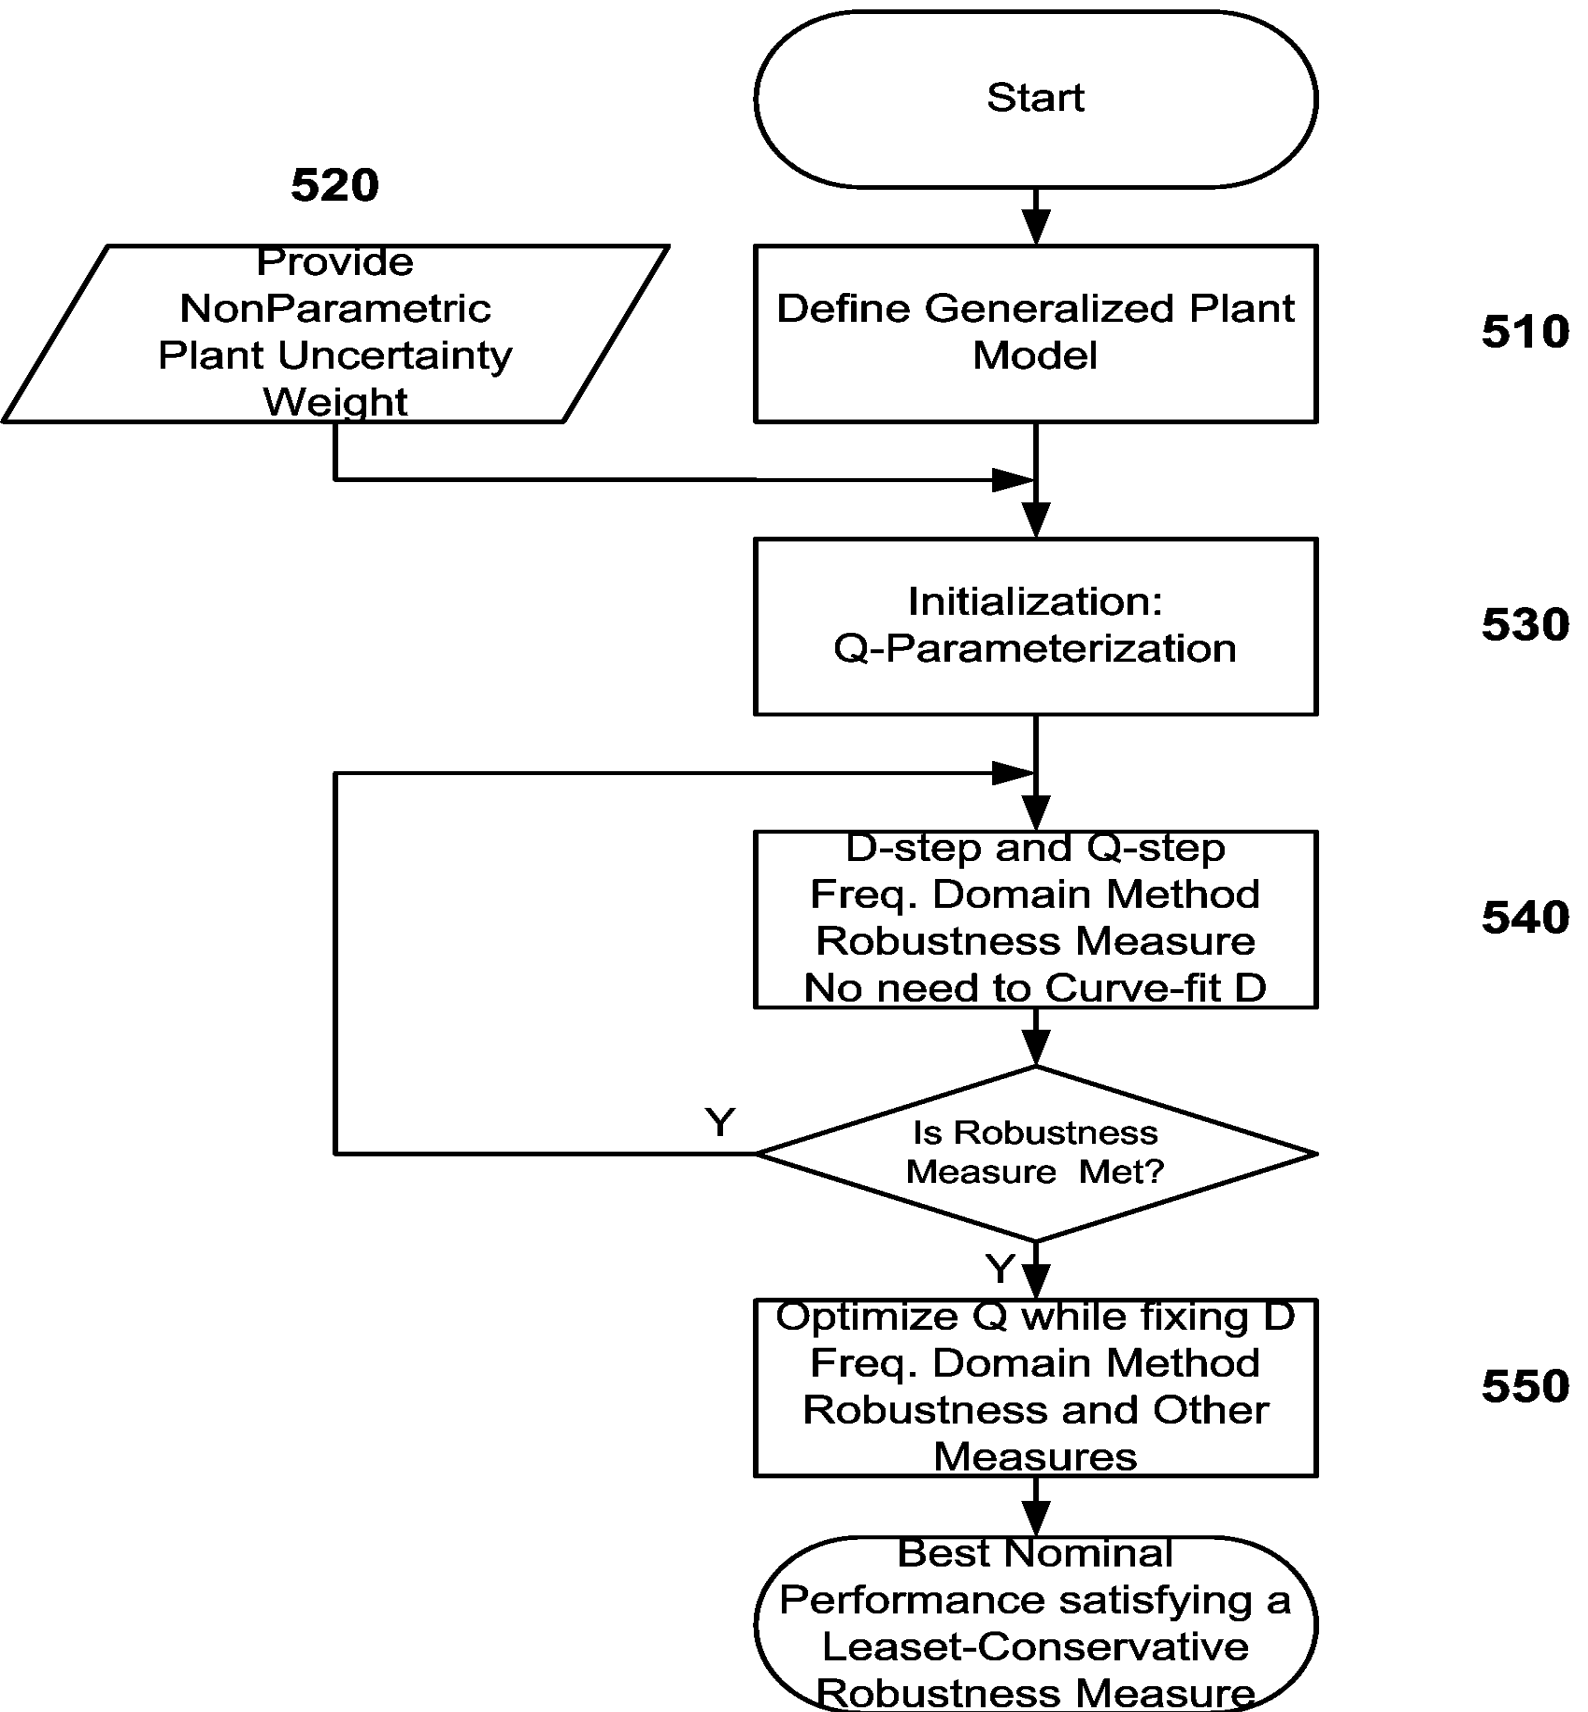 Start
520
Provide
NonParametric
Plant Uncertainty
Weight
Define Generalized Plant
Model
510
Initialization:
Q-Parameterization
530
D-step and Q-step
Freq. Domain Method
Robustness Measure
No need to Curve-fit D
540
Y
Is Robustness
Measure  Met?
Y
Optimize Q while fixing D
Freq. Domain Method
Robustness and Other
Measures
550
Best Nominal
Performance satisfying a
Leaset-Conservative
Robustness Measure